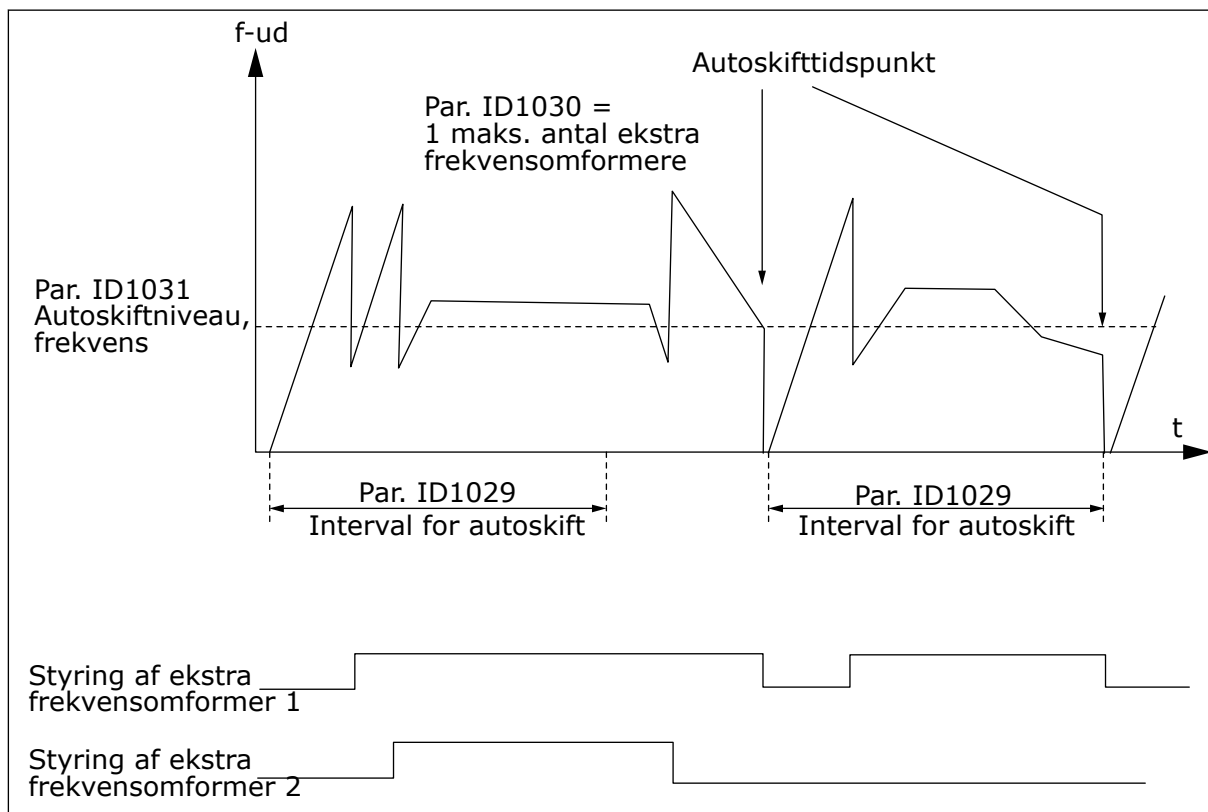 f-ud
Autoskifttidspunkt
Par. ID1030 =
1 maks. antal ekstra
frekvensomformere
Par. ID1031
Autoskiftniveau,
frekvens
t
Par. ID1029
Interval for autoskift
Par. ID1029
Interval for autoskift
Styring af ekstra
frekvensomformer 1
Styring af ekstra
frekvensomformer 2